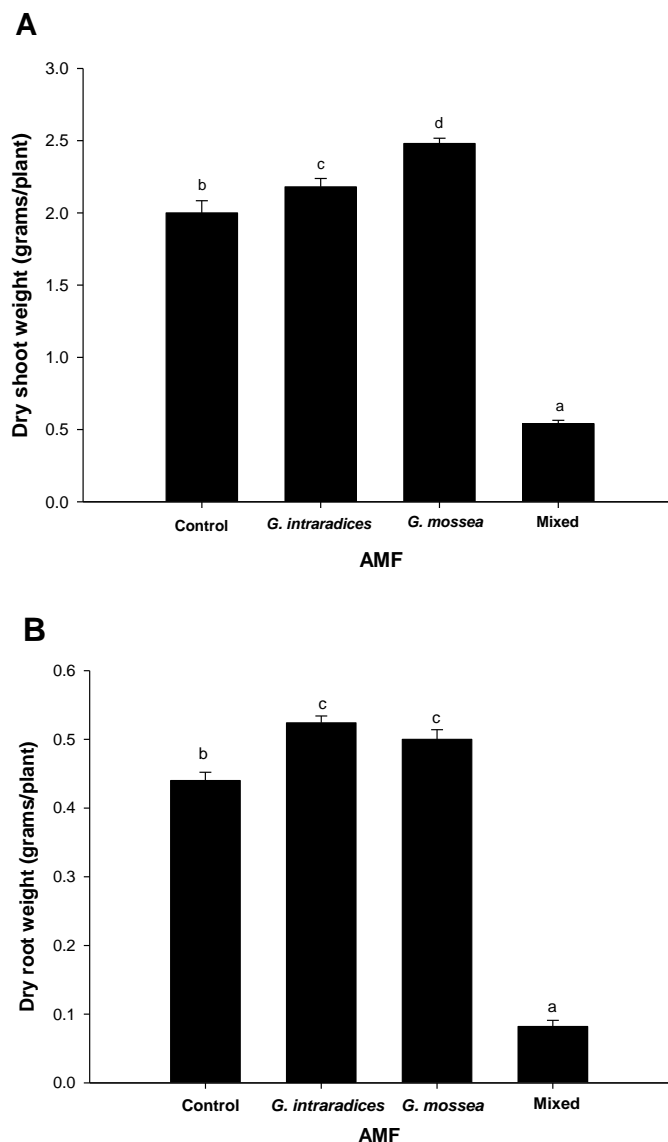 A
Dry shoot weight (grams/plant)
3.0
2.5
2.0
1.5
1.0
0.5
0.0
b
c
d
a
Control
G. intraradices
G. mossea
Mixed
AMF
B
Dry root weight (grams/plant)
0.6
0.5
0.4
0.3
0.2
0.1
0.0
b
c
c
a
Control
G. intraradices
G. mossea
Mixed
AMF